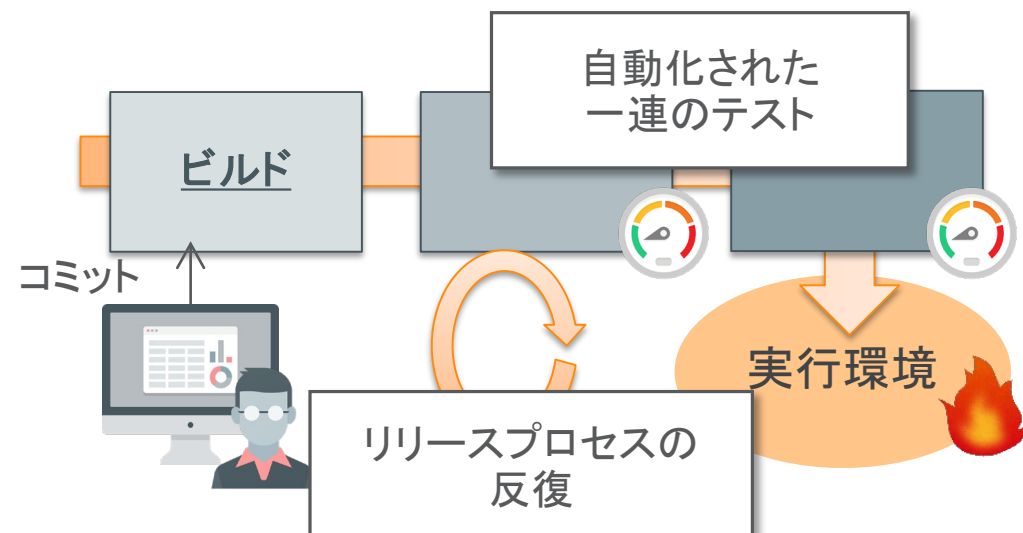 自動化された
一連のテスト
ビルド
コミット
実行環境
リリースプロセスの
反復